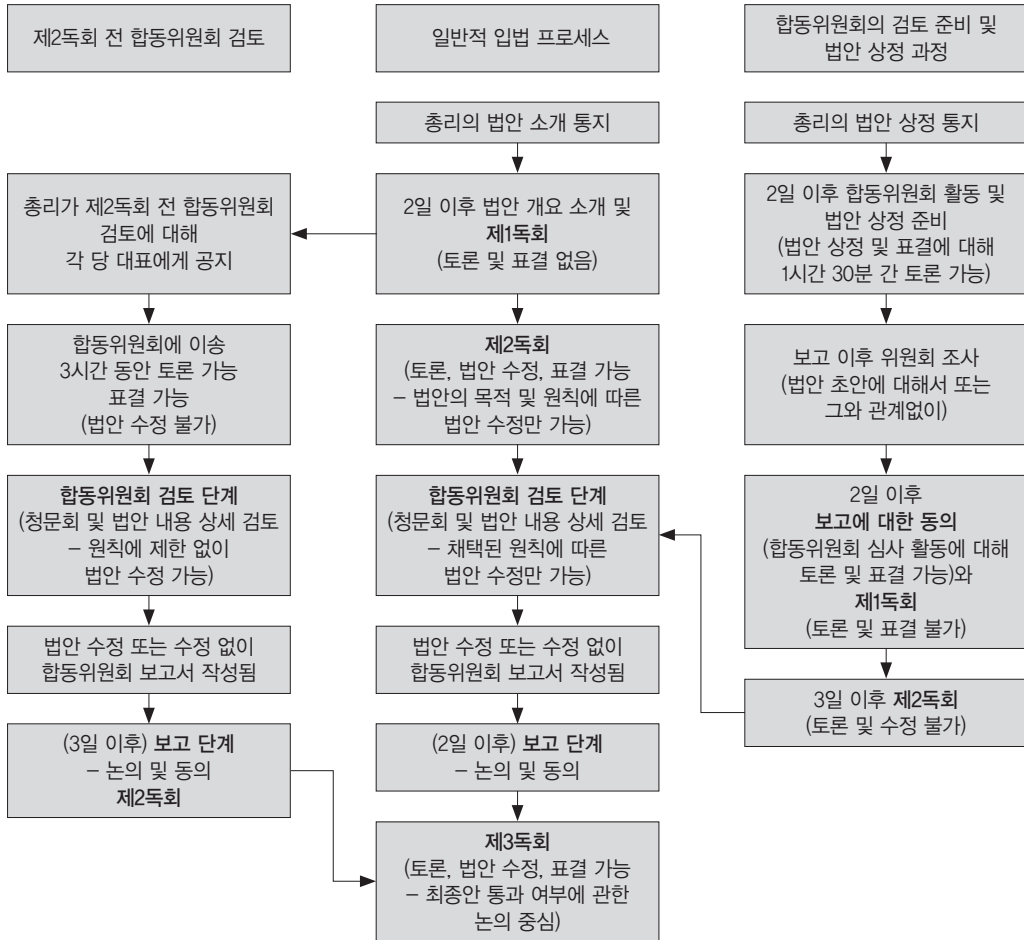 제2독회 전 합동위원회 검토
일반적 입법 프로세스
합동위원회의 검토 준비 및
법안 상정 과정
총리의 법안 소개 통지
총리의 법안 상정 통지
총리가 제2독회 전 합동위원회
검토에 대해
각 당 대표에게 공지
2일 이후 법안 개요 소개 및
제1독회
(토론 및 표결 없음)
2일 이후 합동위원회 활동 및
법안 상정 준비
(법안 상정 및 표결에 대해
1시간 30분 간 토론 가능)
합동위원회에 이송
3시간 동안 토론 가능
표결 가능
(법안 수정 불가)
제2독회
(토론, 법안 수정, 표결 가능
– 법안의 목적 및 원칙에 따른
법안 수정만 가능)
보고 이후 위원회 조사
(법안 초안에 대해서 또는
그와 관계없이)
합동위원회 검토 단계
(청문회 및 법안 내용 상세 검토
– 원칙에 제한 없이
법안 수정 가능)
합동위원회 검토 단계
(청문회 및 법안 내용 상세 검토
– 채택된 원칙에 따른
법안 수정만 가능)
2일 이후
보고에 대한 동의
(합동위원회 심사 활동에 대해
토론 및 표결 가능)와
제1독회
(토론 및 표결 불가)
법안 수정 또는 수정 없이
합동위원회 보고서 작성됨
법안 수정 또는 수정 없이
합동위원회 보고서 작성됨
3일 이후 제2독회
(토론 및 수정 불가)
(3일 이후) 보고 단계
– 논의 및 동의
제2독회
(2일 이후) 보고 단계
– 논의 및 동의
제3독회
(토론, 법안 수정, 표결 가능
– 최종안 통과 여부에 관한
논의 중심)